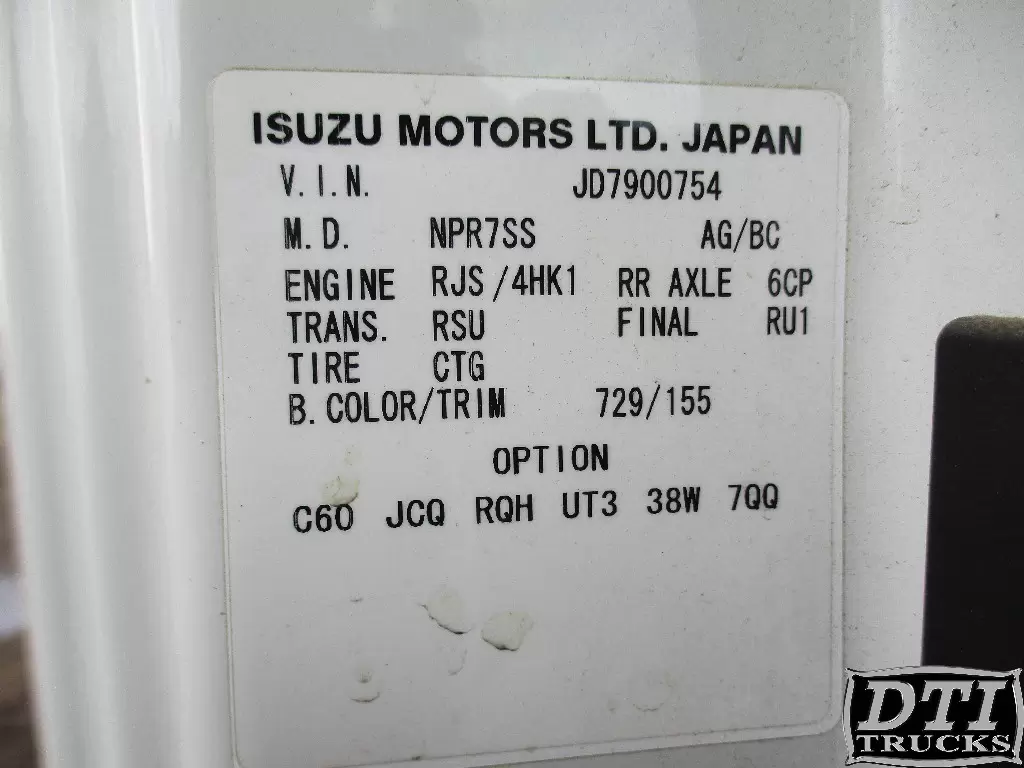 ISUZU MOTORS LTD. JAPAN
V.I.N. JD7900754
M.D. NPR7SS AG/BC
ENGINE RJS/4HK1 RR AXLE 6CP
TRANS. RSU FINAL RU1
TIRE CTG
B.COLOR/TRIM 729/155
OPTION
C60 JCQ RQH UT3 38W 7QQ
DTI
TRUCKS